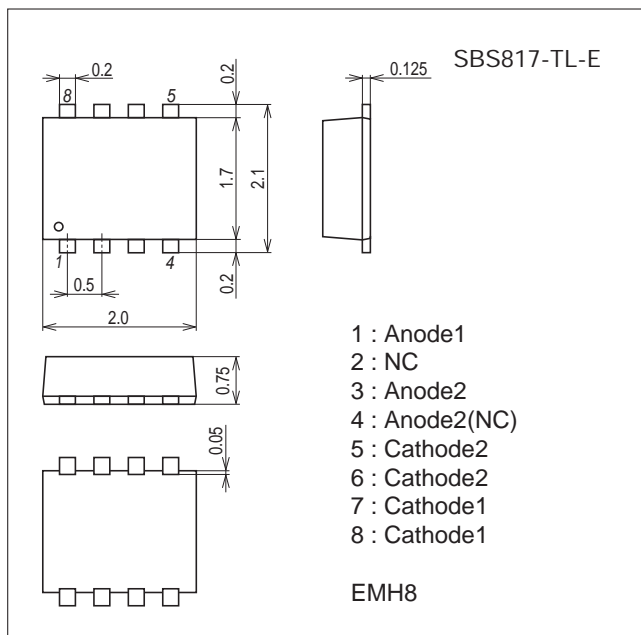 SBS817-TL-E
0.2
8
5
0.2
0.125
1.7
2.1
1
4
0.5
0.2
2.0
0.75
0.05
1 : Anode1
2 : NC
3 : Anode2
4 : Anode2(NC)
5 : Cathode2
6 : Cathode2
7 : Cathode1
8 : Cathode1
EMH8